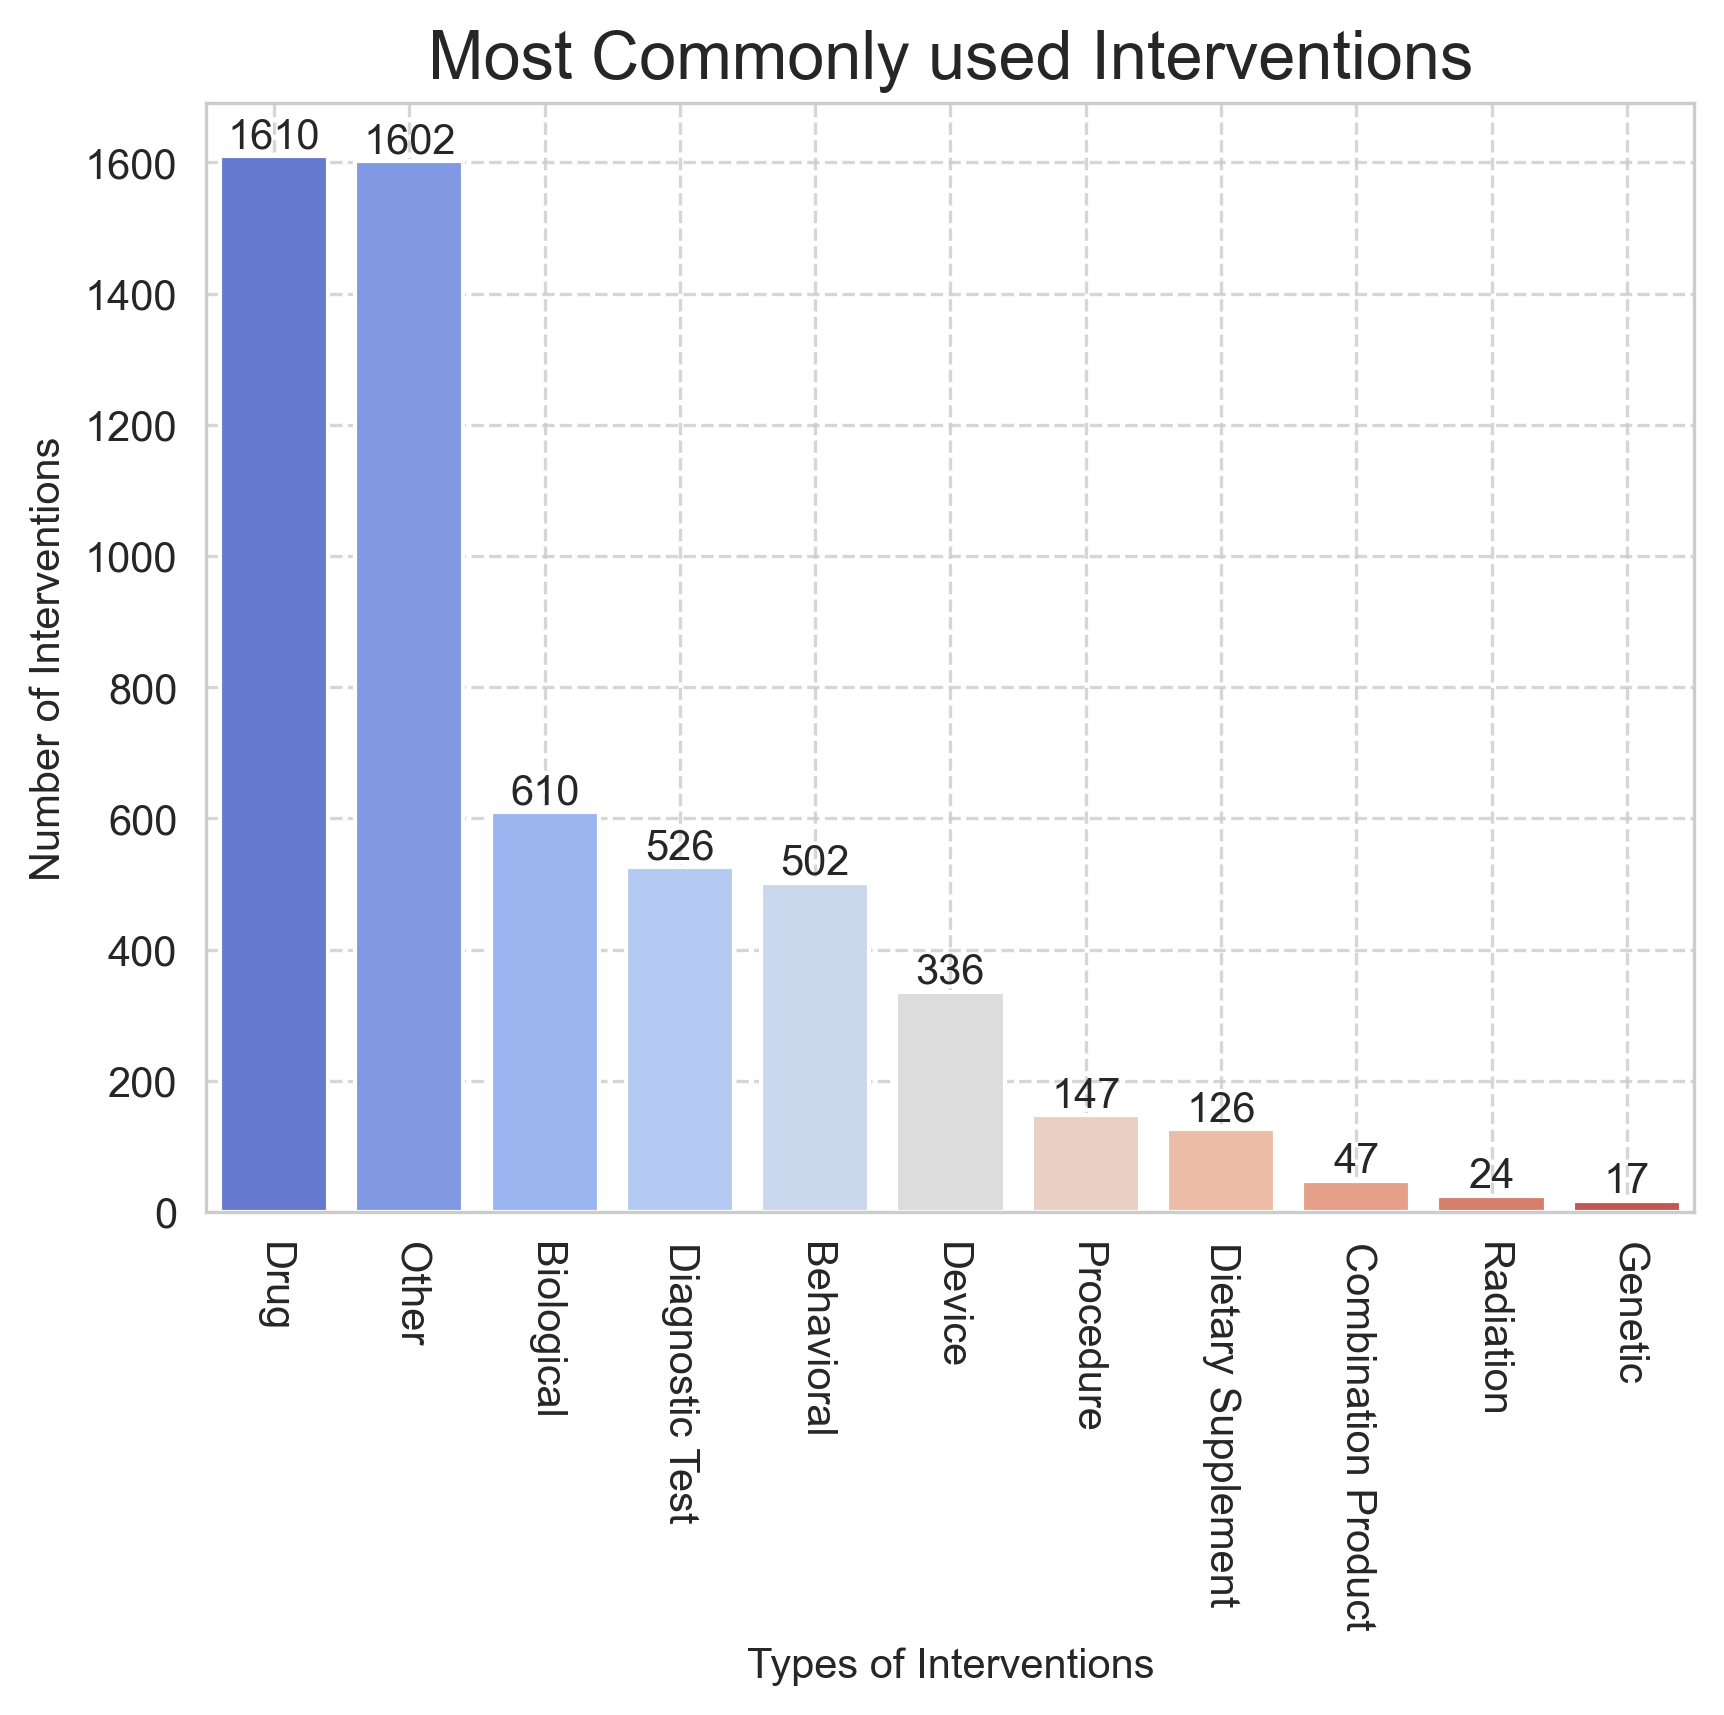 Most Commonly used Interventions
Number of Interventions
1600
1400
1200
1000
800
600
400
200
0
1610
1602
610
526
502
336
147
126
47
24
17
Drug
Other
Biological
Diagnostic Test
Behavioral
Device
Procedure
Dietary Supplement
Combination Product
Radiation
Genetic
Types of Interventions